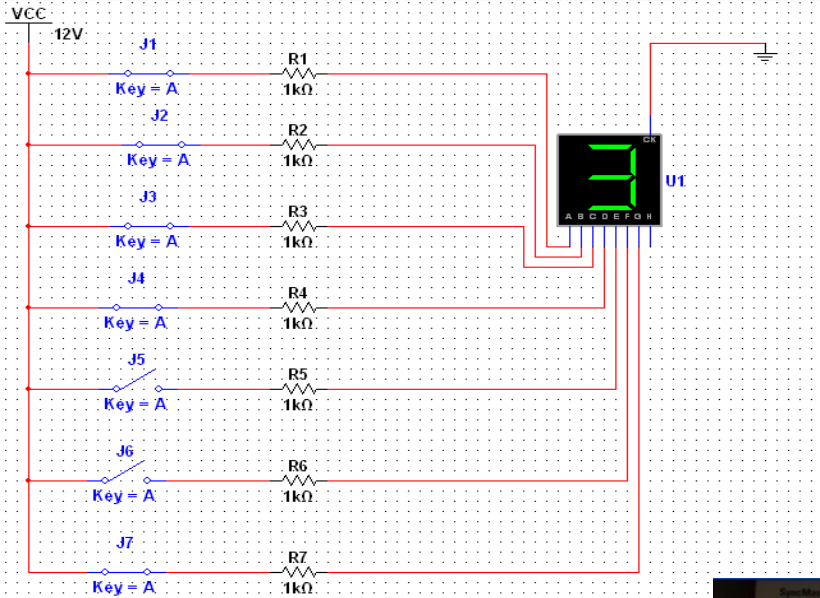 VCC
12V
J1
Key = A
R1
1kΩ
J2
Key = A
R2
1kΩ
CK
3
U1
A B C D E F G H
J3
Key = A
R3
1kΩ
J4
Key = A
R4
1kΩ
J5
Key = A
R5
1kΩ
J6
Key = A
R6
1kΩ
J7
Key = A
R7
1kΩ